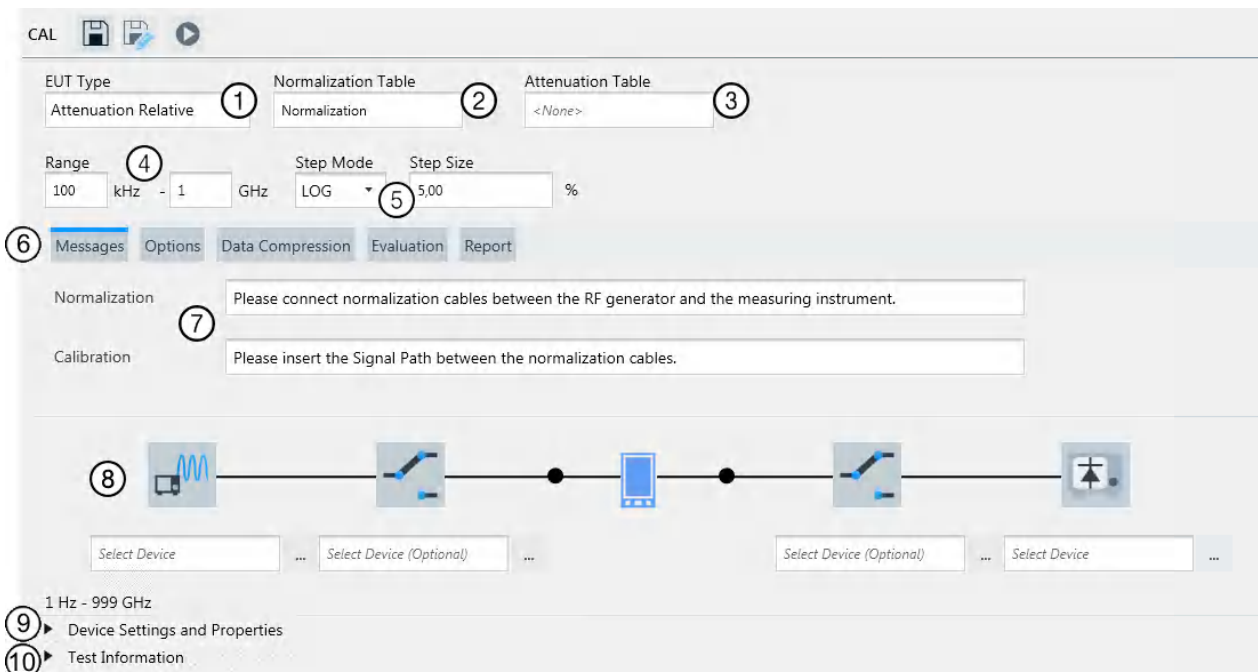 CAL
EUT Type
Normalization Table
Attenuation Table
Attenuation Relative
1
Normalization
2
<None>
3
Range
4
Step Mode
Step Size
100
kHz
- 1
GHz
LOG
5
5,00
%
6
Messages
Options
Data Compression
Evaluation
Report
Normalization
Please connect normalization cables between the RF generator and the measuring instrument.
7
Calibration
Please insert the Signal Path between the normalization cables.
8
Select Device
...
Select Device (Optional)
...
Select Device (Optional)
...
Select Device
...
1 Hz - 999 GHz
9
Device Settings and Properties
10
Test Information